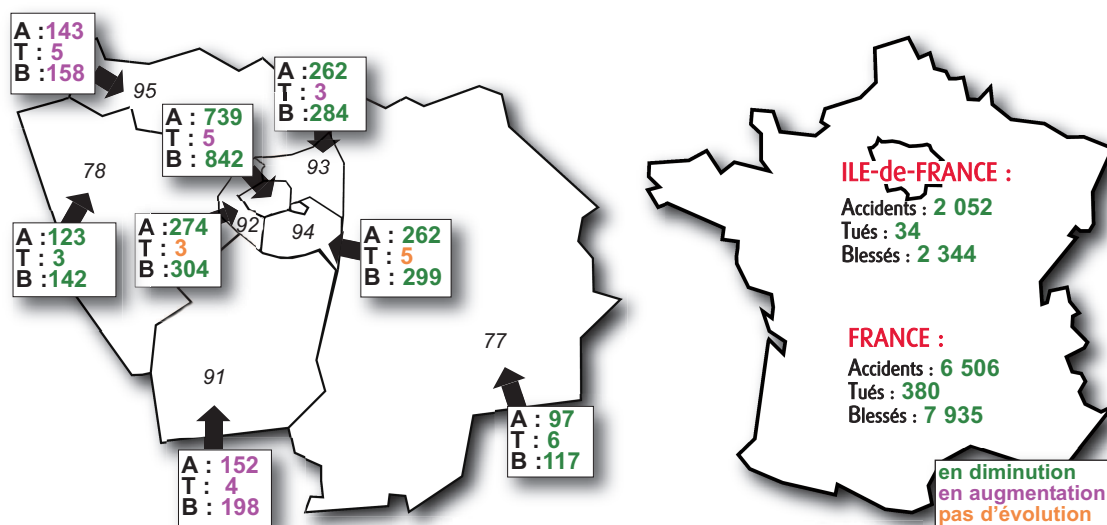 A :143
T : 5
B :158
95
A :262
T : 3
B :284
A : 739
T : 5
B : 842
93
78
92
94
A :123
T : 3
B :142
A :274
T : 3
B :304
A : 262
T : 5
B : 299
77
91
A : 97
T : 6
B :117
A : 152
T : 4
B : 198
ILE-de-FRANCE :
Accidents : 2 052
Tués : 34
Blessés : 2 344
FRANCE :
Accidents : 6 506
Tués : 380
Blessés : 7 935
en diminution
en augmentation
pas d'évolution